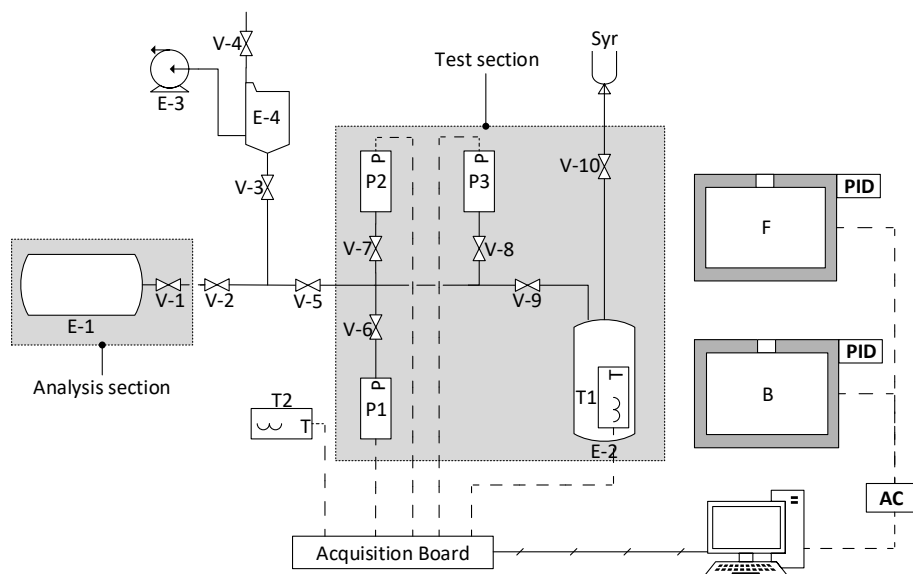 Syr
V-4
Test section
E-3
E-4
V-10
P
P2
P
P3
PID
V-3
F
V-7
V-8
V-1
V-2
V-5
V-9
E-1
V-6
PID
Analysis section
P
P1
T2
T
T1
T
B
E-2
AC
Acquisition Board